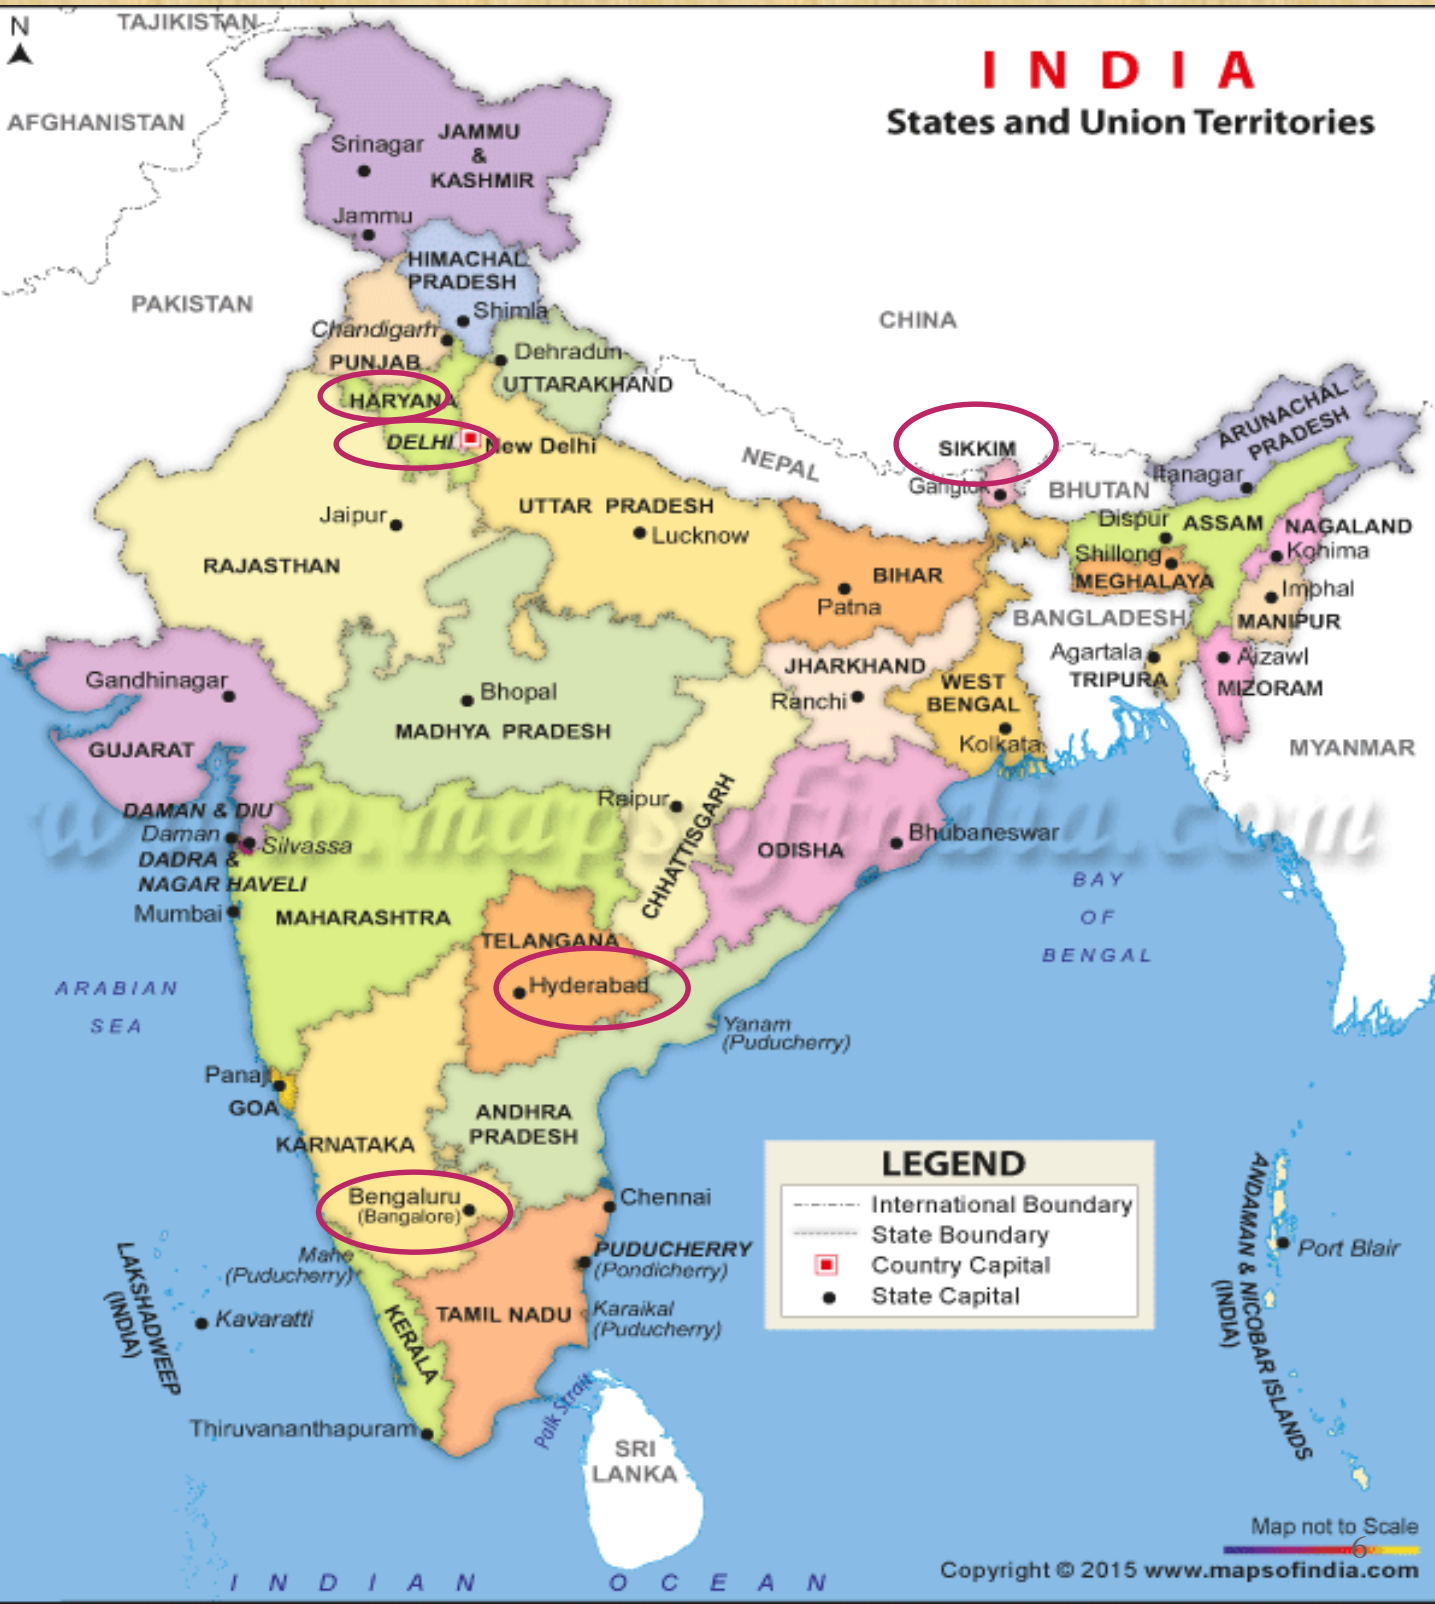 N
TAJIKISTAN
INDIA
States and Union Territories
AFGHANISTAN
Srinagar
JAMMU
&
KASHMIR
Jammu
HIMACHAL
PRADESH
PAKISTAN
Shimla
CHINA
Chandigarh
PUNJAB
Dehradun
UTTARAKHAND
HARYANA
DELHI
New Delhi
SIKKIM
Gangtok
NEPAL
BHUTAN
ARUNACHAL
PRADESH
Itanagar
Dispur
ASSAM
NAGALAND
Kohima
Shillong
MEGHALAYA
Imphal
MANIPUR
UTTAR PRADESH
Lucknow
Jaipur
RAJASTHAN
BIHAR
Patna
BANGLADESH
Agartala
TRIPURA
Aizawl
MIZORAM
JHARKHAND
Ranchi
WEST
BENGAL
Kolkata
MYANMAR
Gandhinagar
GUJARAT
Bhopal
MADHYA PRADESH
Raipur
CHHATTISGARH
www.mapsofindia.com
DAMAN & DIU
Daman
Silvassa
DADRA &
NAGAR HAVELI
Mumbai
MAHARASHTRA
ODISHA
Bhubaneswar
BAY
OF
BENGAL
TELANGANA
Hyderabad
ARABIAN
SEA
Yanam
(Puducherry)
Panaji
GOA
KARNATAKA
ANDHRA
PRADESH
Bengaluru
(Bangalore)
Chennai
Mahe
(Puducherry)
PUDUCHERRY
(Pondicherry)
TAMIL NADU
Karaikal
(Puducherry)
KERALA
LAKSHADWEEP
(INDIA)
Kavaratti
Thiruvananthapuram
Palk Strait
SRI
LANKA
LEGEND
International Boundary
State Boundary
Country Capital
State Capital
ANDAMAN & NICOBAR ISLANDS
(INDIA)
Port Blair
INDIAN OCEAN
Map not to Scale
6
Copyright © 2015 www.mapsofindia.com